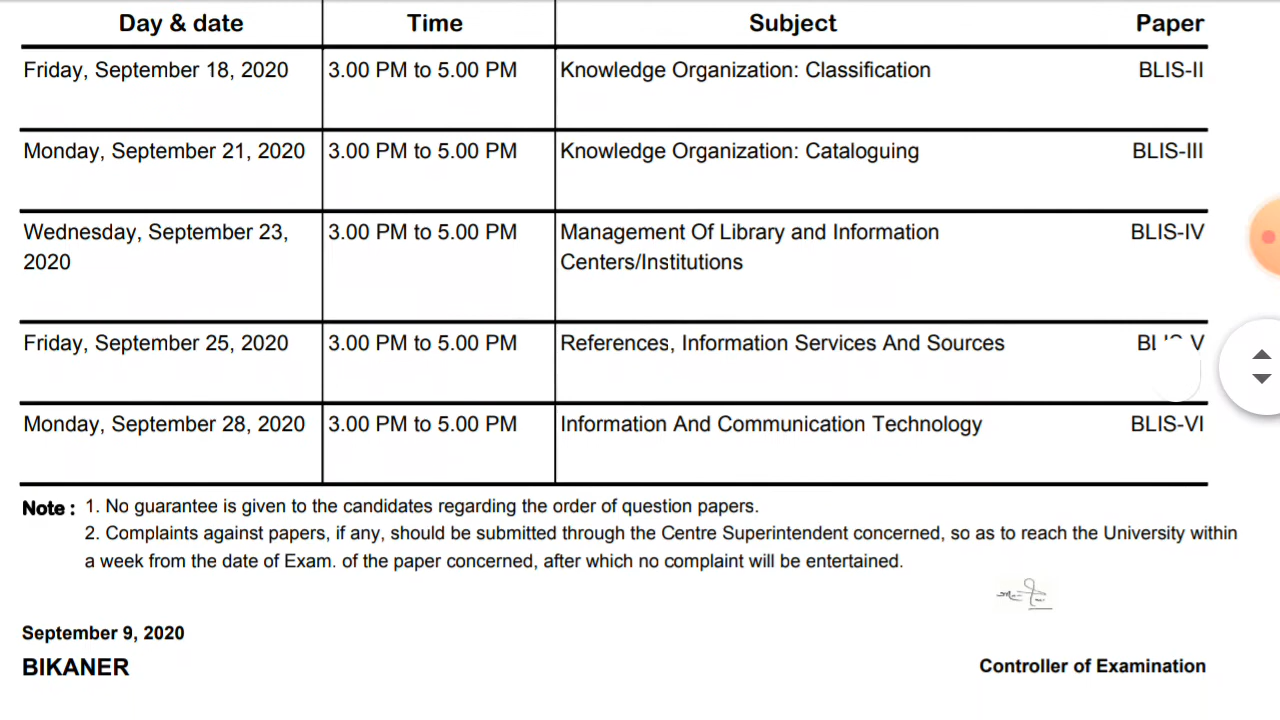 Day & date Time Subject Paper
Friday, September 18, 2020 3.00 PM to 5.00 PM Knowledge Organization: Classification BLIS-II
Monday, September 21, 2020 3.00 PM to 5.00 PM Knowledge Organization: Cataloguing BLIS-III
Wednesday, September 23, 3.00 PM to 5.00 PM Management Of Library and Information BLIS-IV
2020 Centers/Institutions
Friday, September 25, 2020 3.00 PM to 5.00 PM References, Information Services And Sources
Monday, September 28, 2020 3.00 PM to 5.00 PM Information And Communication Technology BLIS-VI
Note : 1. No guarantee is given to the candidates regarding the order of question papers.
2. Complaints against papers, if any, should be submitted through the Centre Superintendent concerned, so as to reach the University within
a week from the date of Exam. of the paper concerned, after which no complaint will be entertained.
September 9, 2020
BIKANER Controller of Examination